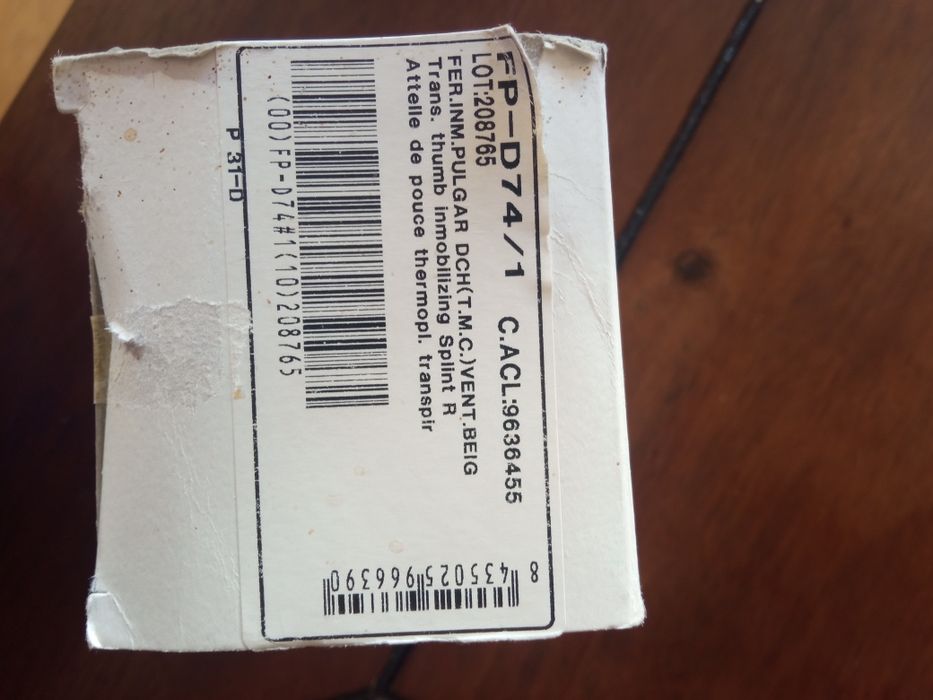 FP-D74/1 C.ACL:9636455
LOT:208765
FER.INM.PULGAR DCH(T.M.C.)VENT.BEIG
Trans. thumb inmobilizing Splint R
Attelle de pouce thermopl. transpir
(00)FP-D74#1(10)208765
P 31-D
8 435025 966390